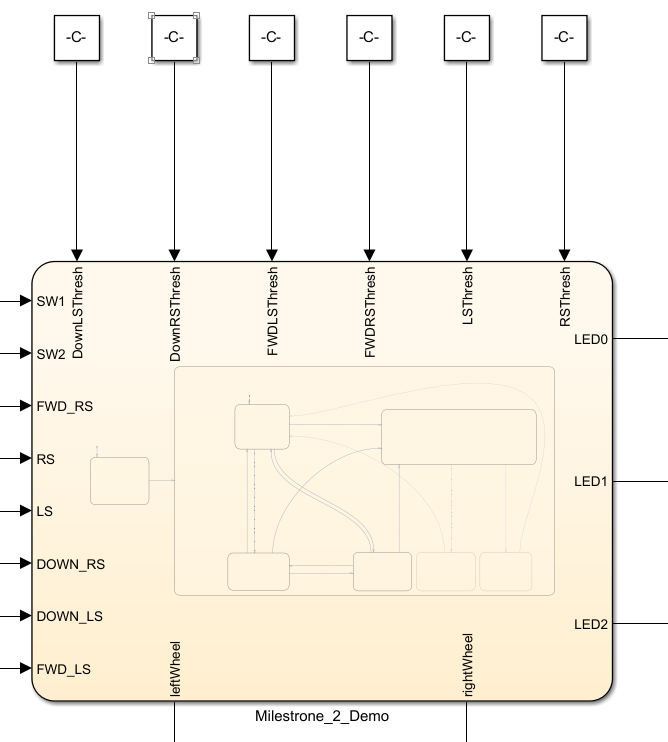 -C- -C- -C- -C- -C- -C-
DownLSThresh
DownRSThresh
FWDLSThresh
FWDRSThresh
LSThresh
RSThresh
SW1
SW2
FWD_RS
RS
LS
DOWN_RS
DOWN_LS
FWD_LS
LED0
LED1
LED2
leftWheel
rightWheel
Milestrone_2_Demo